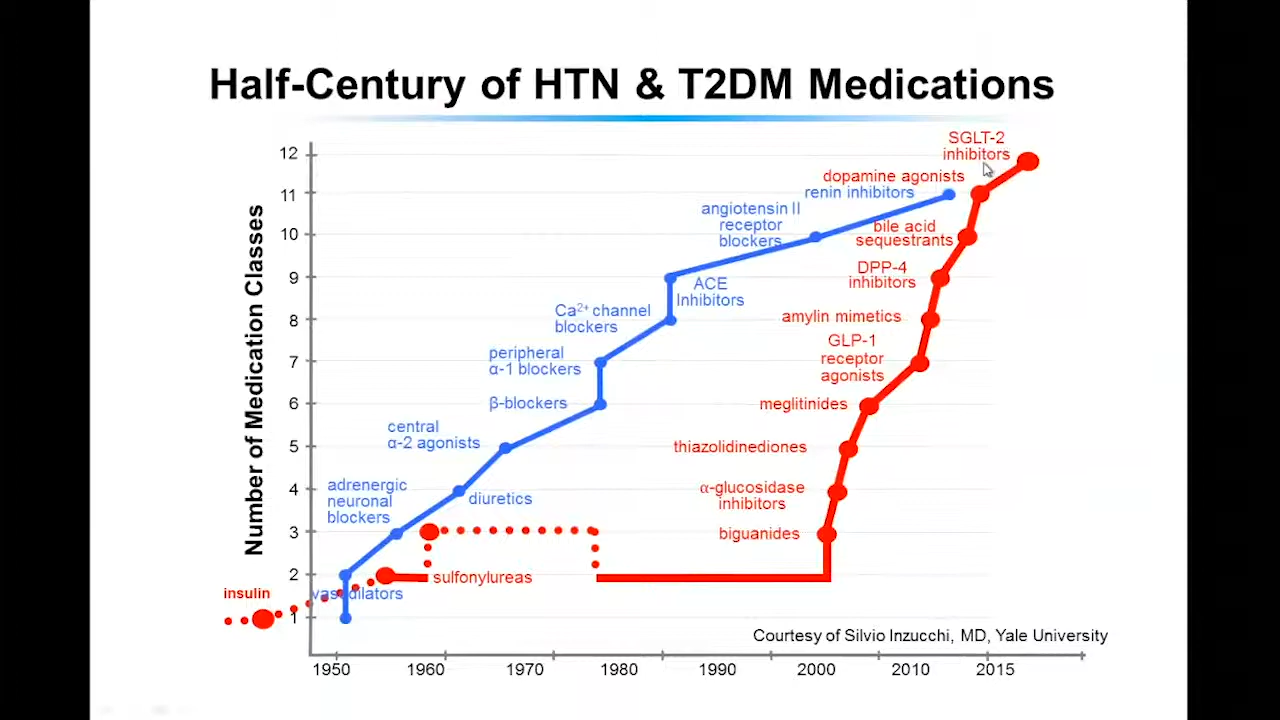 Half-Century of HTN & T2DM Medications
Number of Medication Classes
12
11
10
9
8
7
6
5
4
3
2
1
SGLT-2
inhibitors
dopamine agonists
renin inhibitors
angiotensin II
receptor
blockers
bile acid
sequestrants
DPP-4
inhibitors
ACE
Inhibitors
Ca2+ channel
blockers
amylin mimetics
GLP-1
receptor
agonists
peripheral
α-1 blockers
β-blockers
meglitinides
central
α-2 agonists
thiazolidinediones
adrenergic
neuronal
blockers
diuretics
α-glucosidase
inhibitors
biguanides
sulfonylureas
insulin
vasodilators
Courtesy of Silvio Inzucchi, MD, Yale University
1950 1960 1970 1980 1990 2000 2010 2015